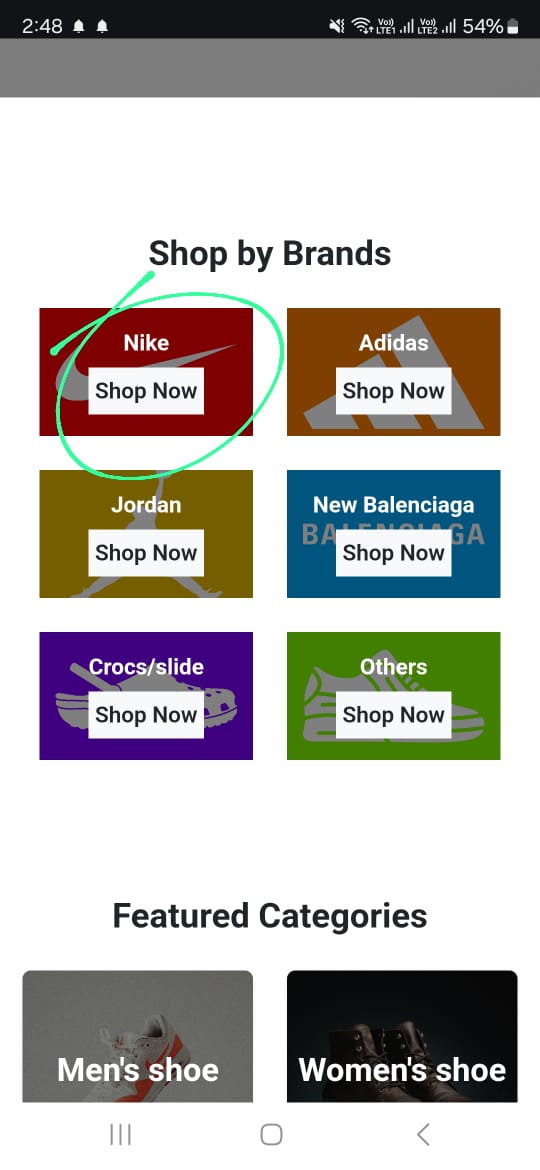 2:48 Vo)) LTE1 Vo)) LTE2 54%
Shop by Brands
Nike
Shop Now
Adidas
Shop Now
Jordan
Shop Now
New Balenciaga
BALENCIAGA
Shop Now
Crocs/slide
Shop Now
Others
Shop Now
Featured Categories
Men's shoe
Women's shoe